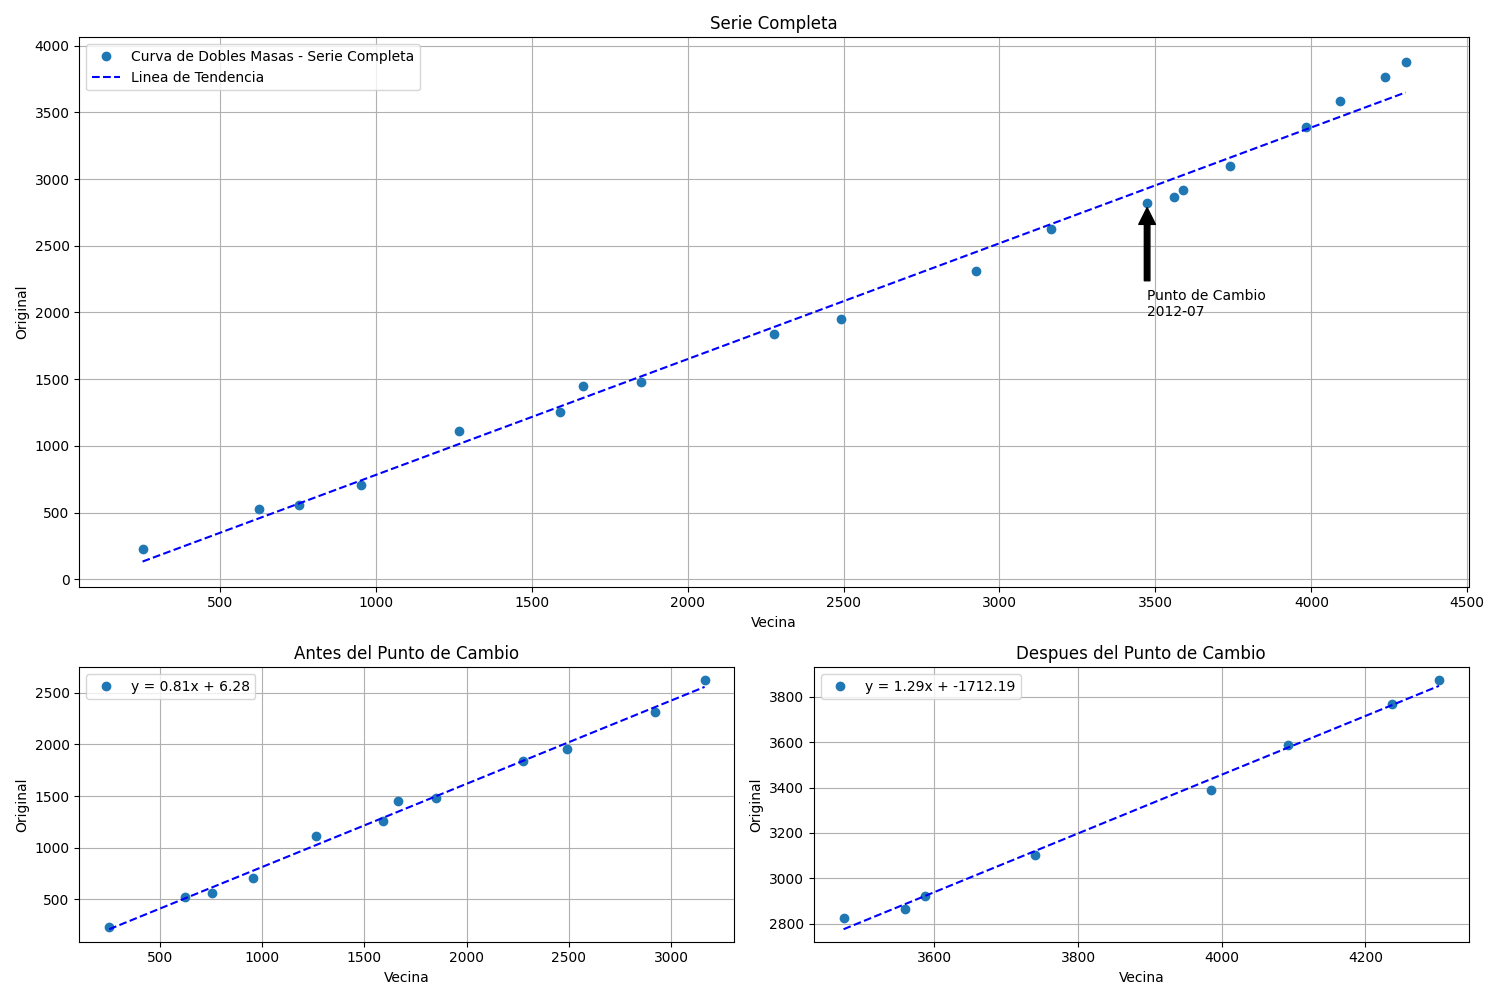 Serie Completa
Curva de Dobles Masas - Serie Completa
Linea de Tendencia
4000
3500
3000
2500
2000
1500
1000
500
0
Original
Punto de Cambio
2012-07
500 1000 1500 2000 2500 3000 3500 4000 4500
Vecina
Antes del Punto de Cambio
y = 0.81x + 6.28
2500
2000
1500
1000
500
Original
500 1000 1500 2000 2500 3000
Vecina
Despues del Punto de Cambio
y = 1.29x + -1712.19
3800
3600
3400
3200
3000
2800
Original
3600 3800 4000 4200
Vecina